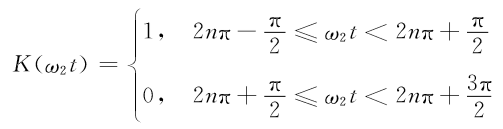 K(ω₂t) = { 1, 2nπ − π/2 ≤ ω₂t < 2nπ + π/2
0, 2nπ + π/2 ≤ ω₂t < 2nπ + 3π/2